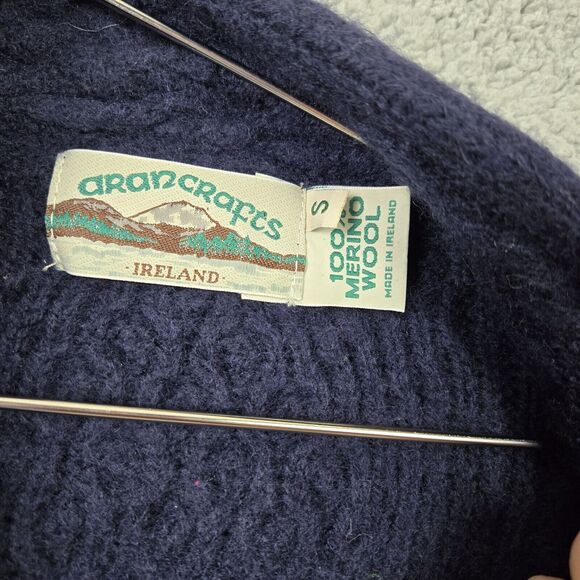 arancrafts
· IRELAND ·
S
100%
MERINO
WOOL
MADE IN IRELAND